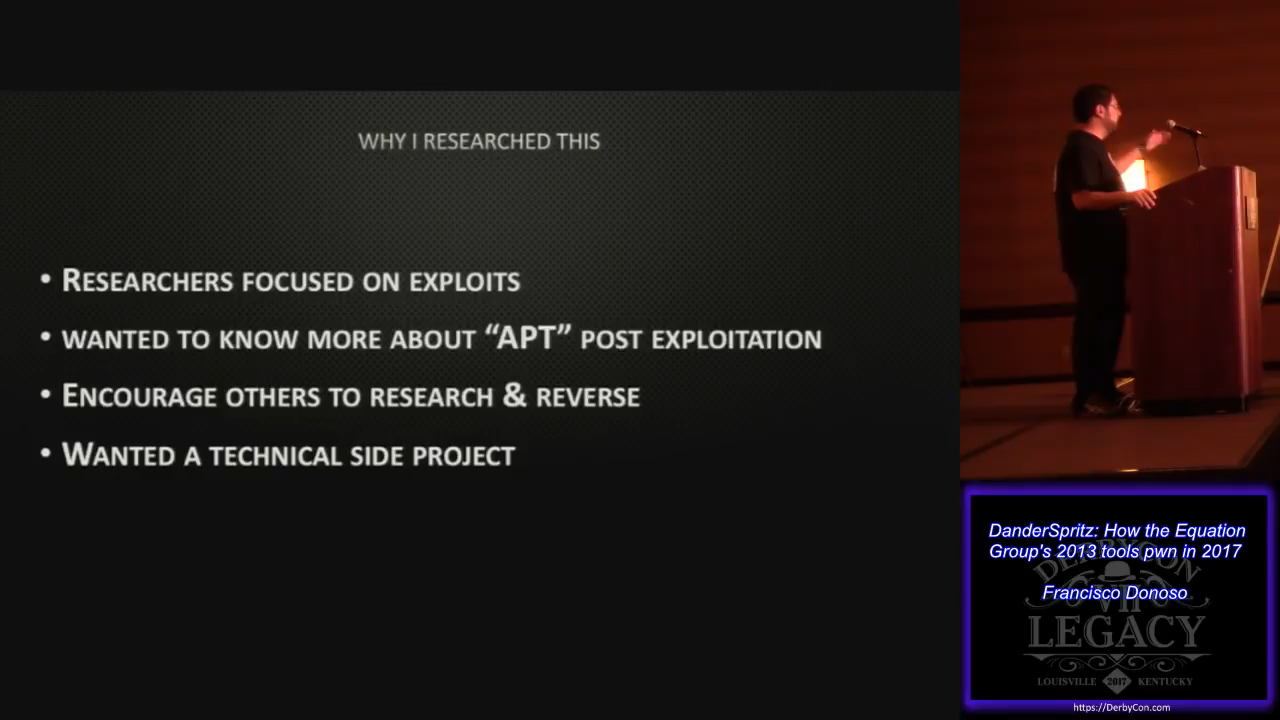 WHY I RESEARCHED THIS
• RESEARCHERS FOCUSED ON EXPLOITS
• WANTED TO KNOW MORE ABOUT “APT” POST EXPLOITATION
• ENCOURAGE OTHERS TO RESEARCH & REVERSE
• WANTED A TECHNICAL SIDE PROJECT
DanderSpritz: How the Equation
Group's 2013 tools pwn in 2017
Francisco Donoso
DERBYCON
VII
LEGACY
LOUISVILLE 2017 KENTUCKY
https://DerbyCon.com